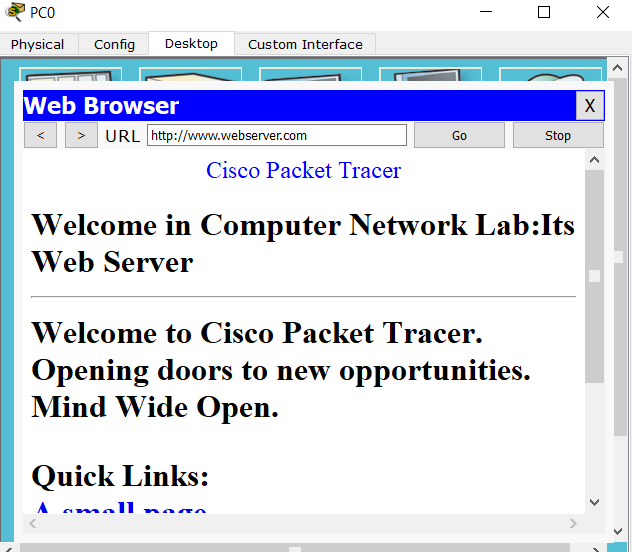 PC0
Physical Config Desktop Custom Interface
Web Browser X
< > URL http://www.webserver.com Go Stop
Cisco Packet Tracer
Welcome in Computer Network Lab:Its
Web Server
Welcome to Cisco Packet Tracer.
Opening doors to new opportunities.
Mind Wide Open.
Quick Links:
A small page